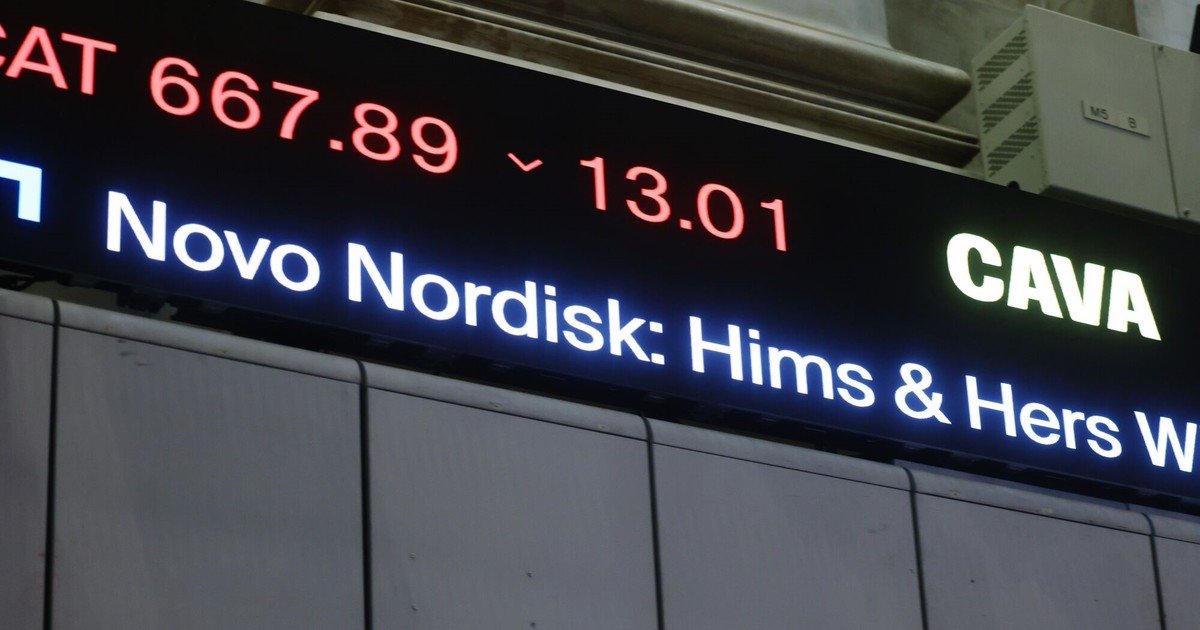 CAT 667.89 ⌄ 13.01
CAVA
Novo Nordisk: Hims & Hers W
M5 B